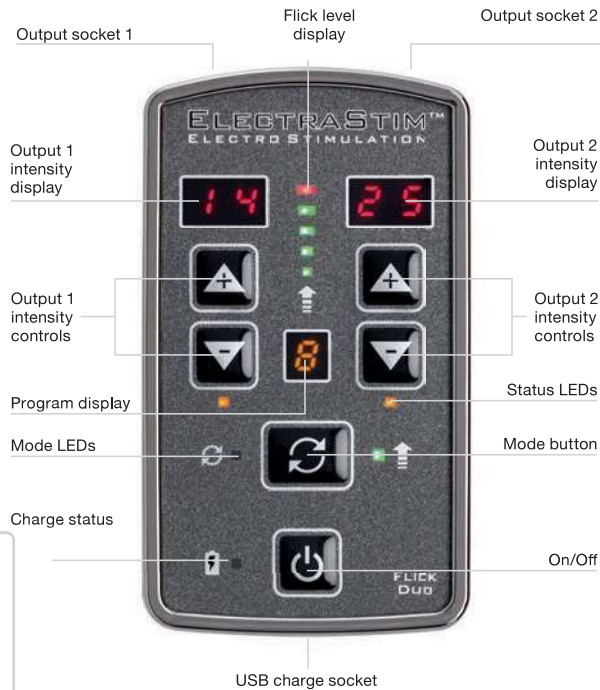 Output socket 1
Flick level
display
Output socket 2
ELECTRASTIM™
ELECTRO STIMULATION
Output 1
intensity
display
14
25
Output 2
intensity
display
+
+
Output 1
intensity
controls
Output 2
intensity
controls
-
8
-
Program display
Status LEDs
Mode LEDs
Mode button
Charge status
On/Off
FLICK
DUO
USB charge socket